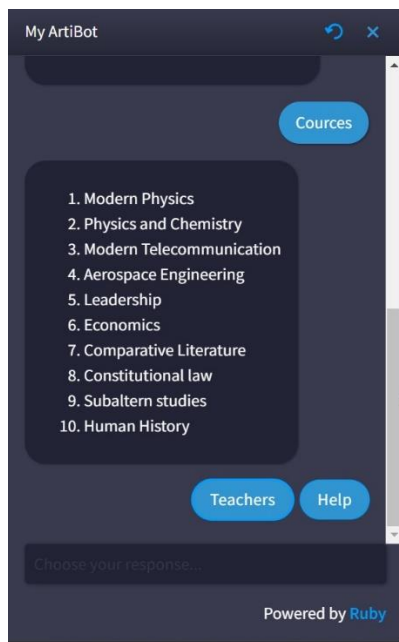 My ArtiBot
Cources
1. Modern Physics
2. Physics and Chemistry
3. Modern Telecommunication
4. Aerospace Engineering
5. Leadership
6. Economics
7. Comparative Literature
8. Constitutional law
9. Subaltern studies
10. Human History
Teachers Help
Choose your response...
Powered by Ruby